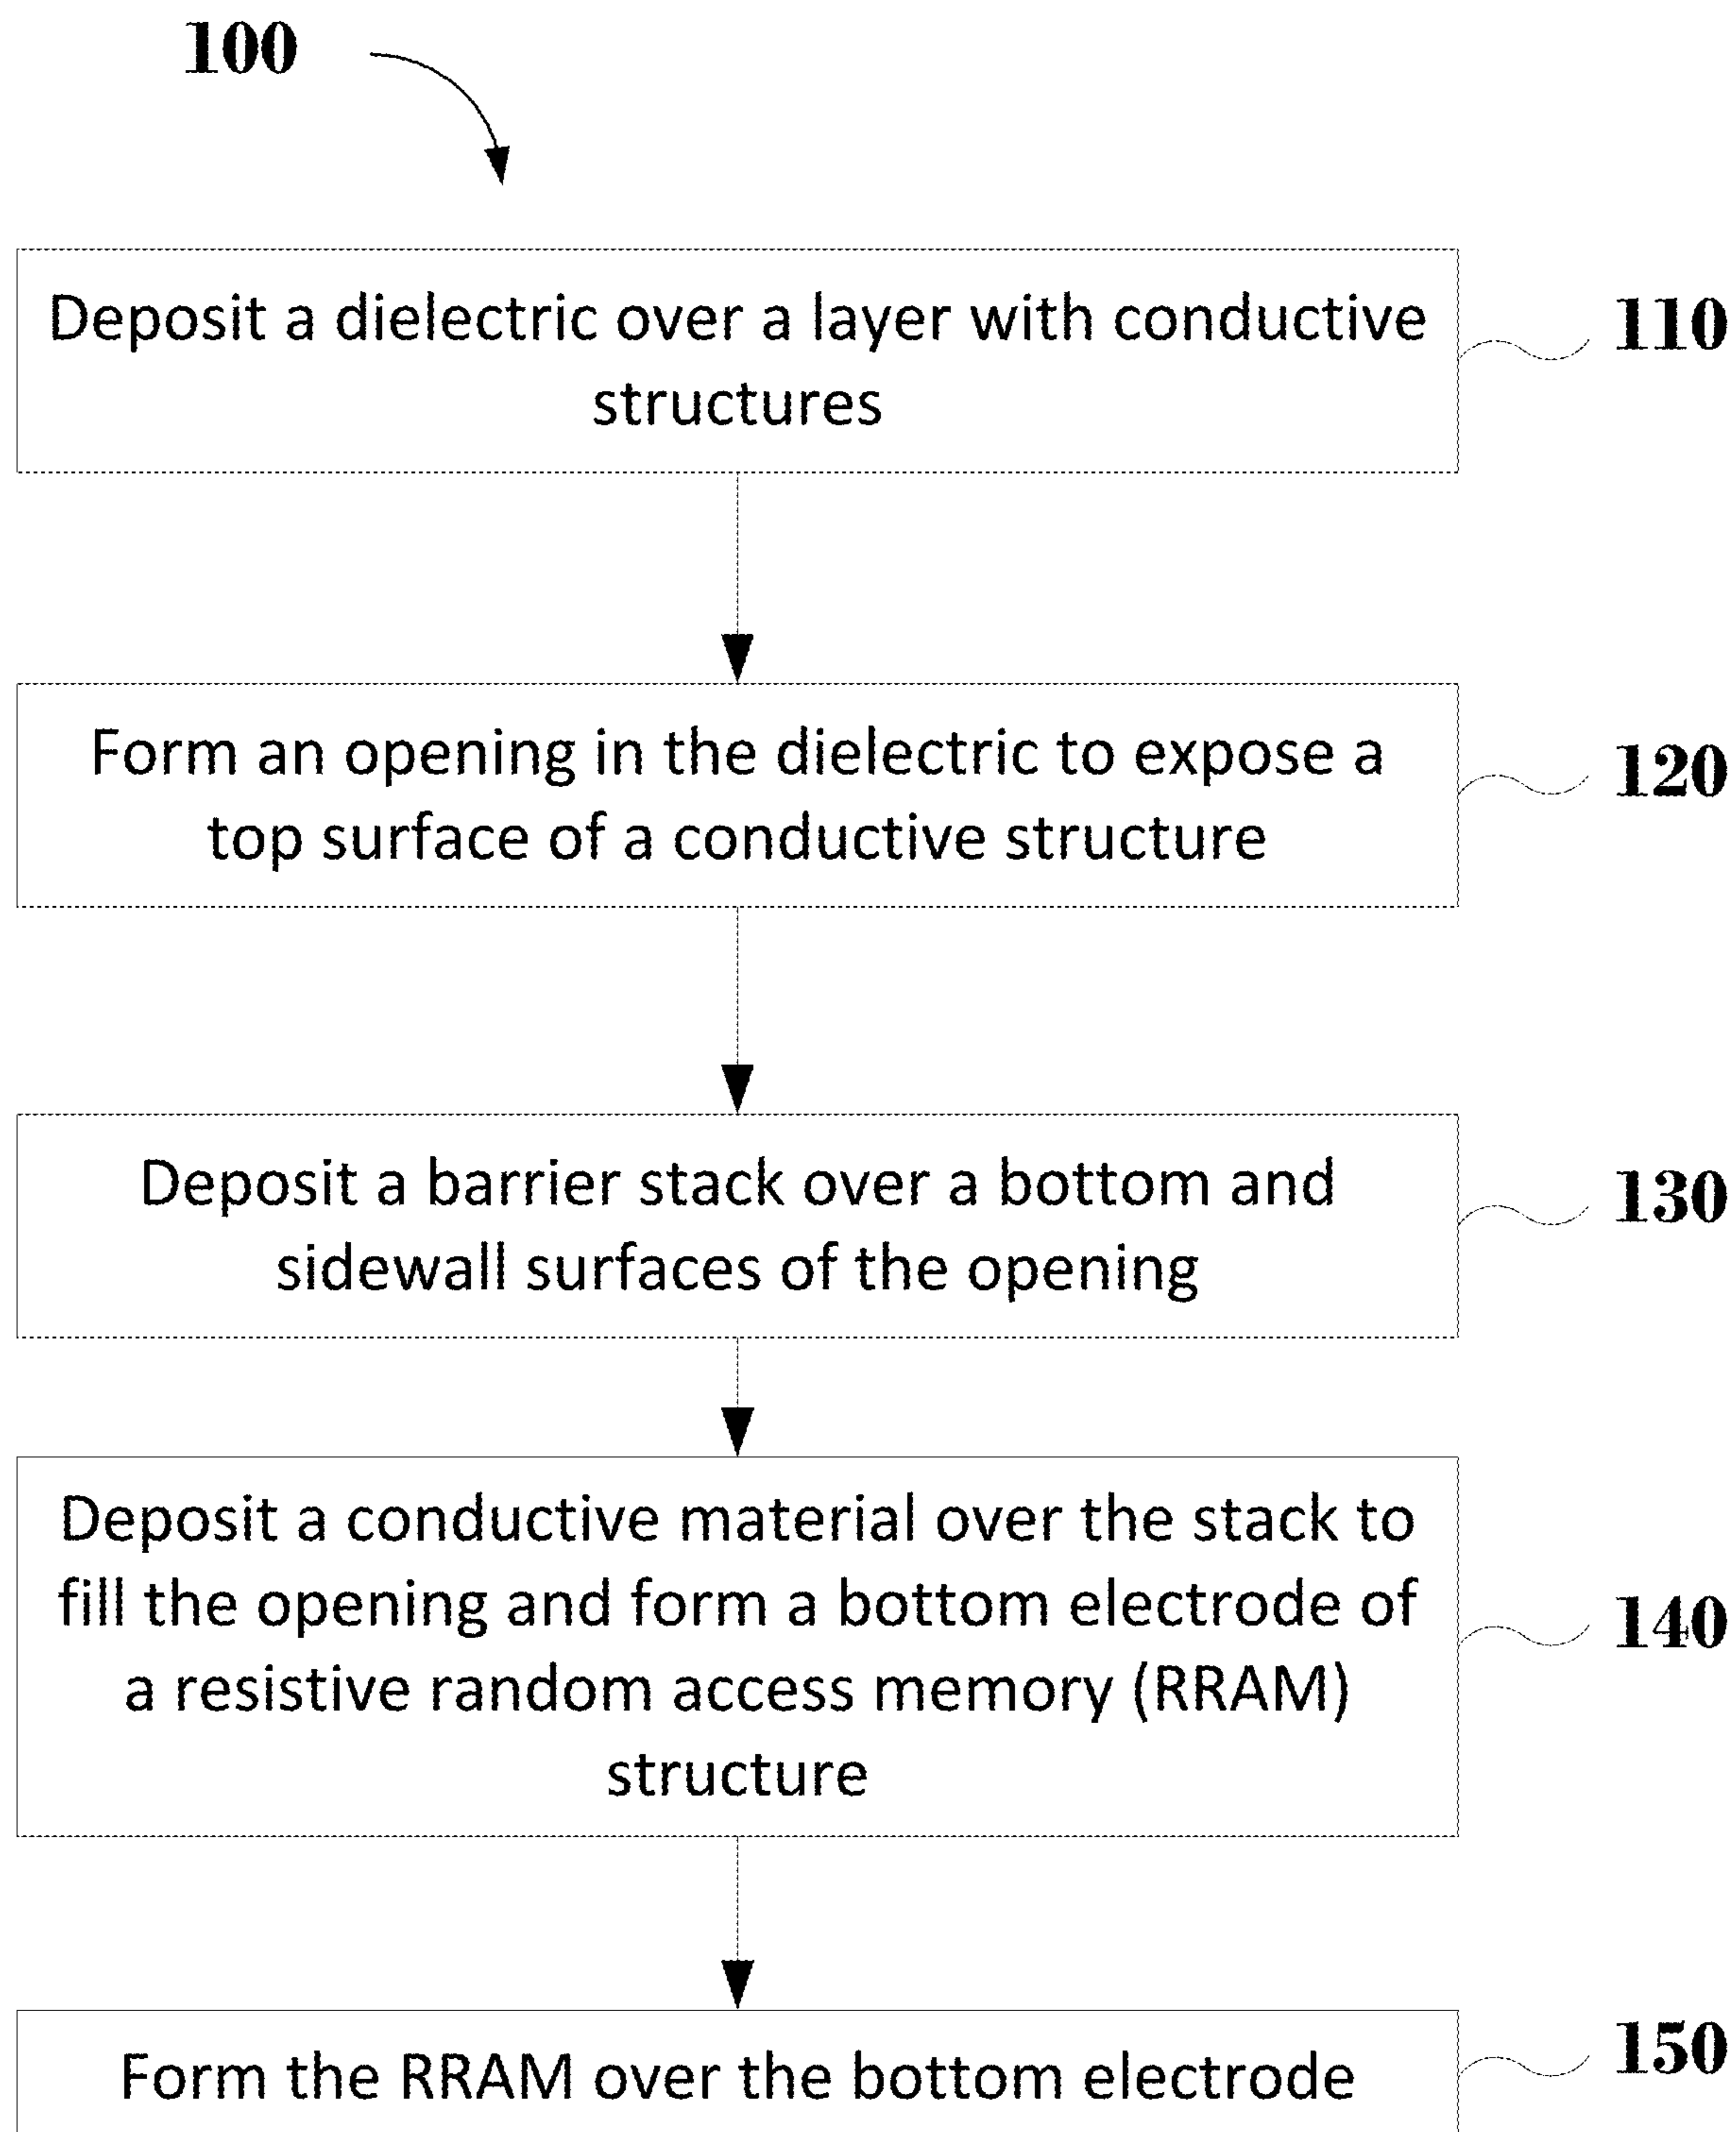 100
Deposit a dielectric over a layer with conductive
structures
110
Form an opening in the dielectric to expose a
top surface of a conductive structure
120
Deposit a barrier stack over a bottom and
sidewall surfaces of the opening
130
Deposit a conductive material over the stack to
fill the opening and form a bottom electrode of
a resistive random access memory (RRAM)
structure
140
Form the RRAM over the bottom electrode
150